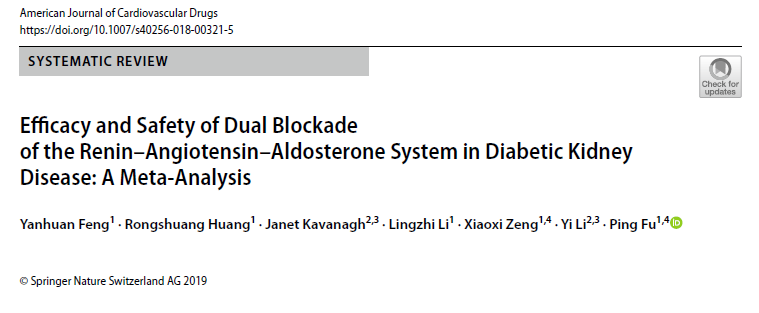 American Journal of Cardiovascular Drugs
https://doi.org/10.1007/s40256-018-00321-5
SYSTEMATIC REVIEW
Check for
updates
Efficacy and Safety of Dual Blockade
of the Renin–Angiotensin–Aldosterone System in Diabetic Kidney
Disease: A Meta-Analysis
Yanhuan Feng¹ · Rongshuang Huang¹ · Janet Kavanagh²,³ · Lingzhi Li¹ · Xiaoxi Zeng¹,⁴ · Yi Li²,³ · Ping Fu¹,⁴ iD
© Springer Nature Switzerland AG 2019